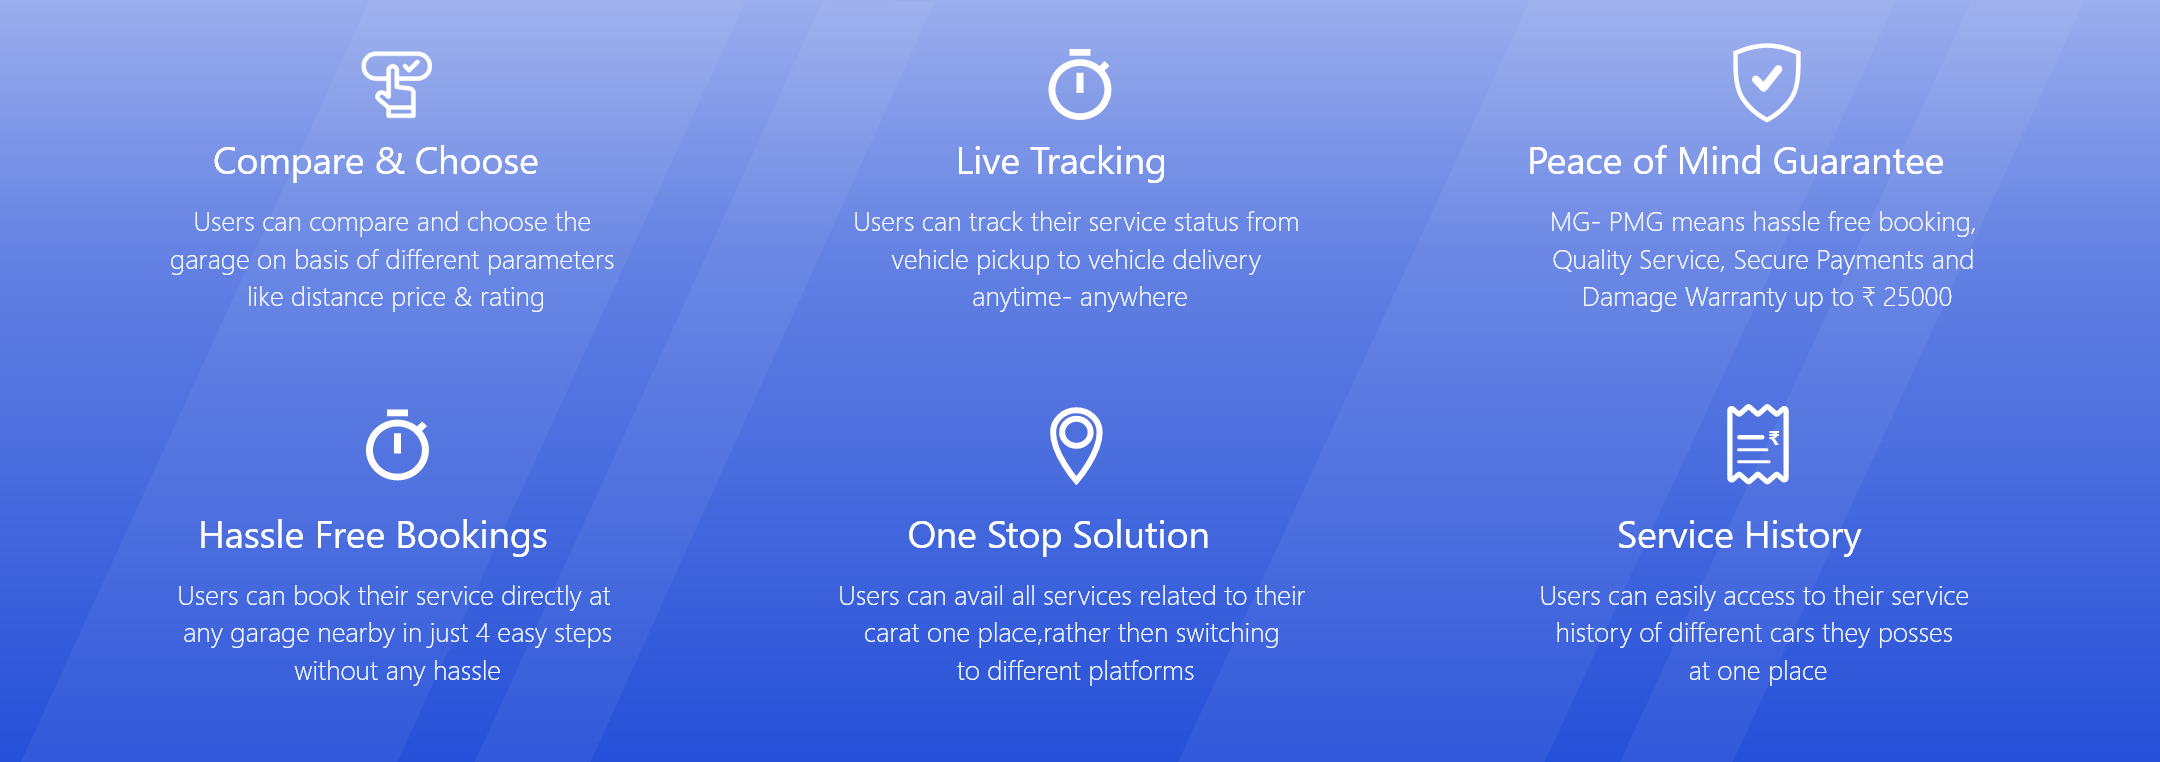 Compare & Choose
Users can compare and choose the
garage on basis of different parameters
like distance price & rating
Live Tracking
Users can track their service status from
vehicle pickup to vehicle delivery
anytime- anywhere
Peace of Mind Guarantee
MG- PMG means hassle free booking,
Quality Service, Secure Payments and
Damage Warranty up to ₹ 25000
Hassle Free Bookings
Users can book their service directly at
any garage nearby in just 4 easy steps
without any hassle
One Stop Solution
Users can avail all services related to their
carat one place,rather then switching
to different platforms
₹
Service History
Users can easily access to their service
history of different cars they posses
at one place